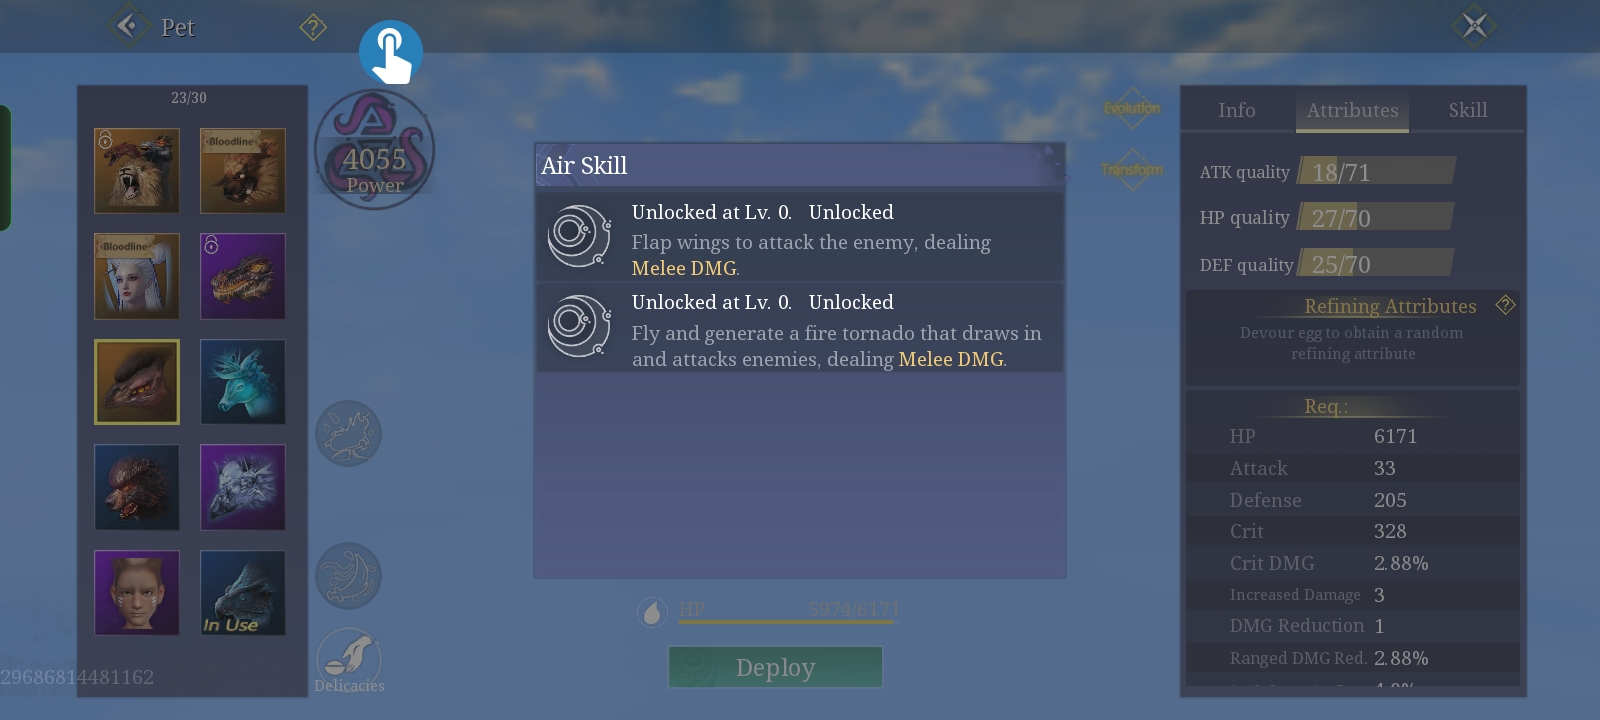 Pet
?
23/30
Bloodline
Bloodline
In Use
4055
Power
Delicacies
29686814481162
Air Skill
Unlocked at Lv. 0. Unlocked
Flap wings to attack the enemy, dealing
Melee DMG.
Unlocked at Lv. 0. Unlocked
Fly and generate a fire tornado that draws in
and attacks enemies, dealing Melee DMG.
HP 5974/6171
Deploy
Evolution
Transform
Info Attributes Skill
ATK quality 18/71
HP quality 27/70
DEF quality 25/70
Refining Attributes ?
Devour egg to obtain a random
refining attribute
Req.:
HP 6171
Attack 33
Defense 205
Crit 328
Crit DMG 2.88%
Increased Damage 3
DMG Reduction 1
Ranged DMG Red. 2.88%